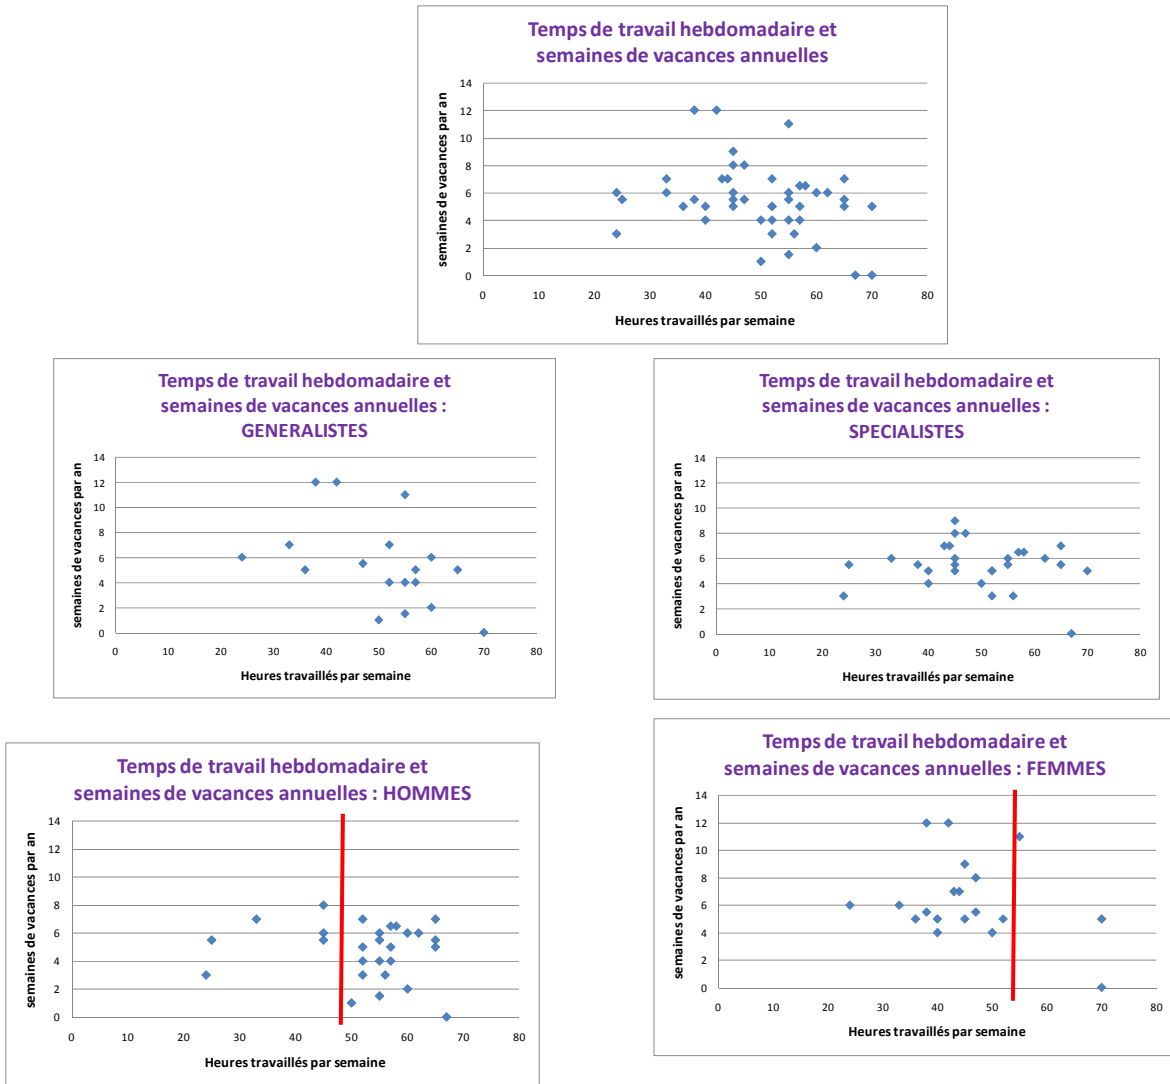 Temps de travail hebdomadaire et
semaines de vacances annuelles
semaines de vacances par an
14
12
10
8
6
4
2
0
0 10 20 30 40 50 60 70 80
Heures travaillés par semaine
Temps de travail hebdomadaire et
semaines de vacances annuelles :
GENERALISTES
semaines de vacances par an
14
12
10
8
6
4
2
0
0 10 20 30 40 50 60 70 80
Heures travaillés par semaine
Temps de travail hebdomadaire et
semaines de vacances annuelles :
SPECIALISTES
semaines de vacances par an
14
12
10
8
6
4
2
0
0 10 20 30 40 50 60 70 80
Heures travaillés par semaine
Temps de travail hebdomadaire et
semaines de vacances annuelles : HOMMES
semaines de vacances par an
14
12
10
8
6
4
2
0
0 10 20 30 40 50 60 70 80
Heures travaillés par semaine
Temps de travail hebdomadaire et
semaines de vacances annuelles : FEMMES
semaines de vacances par an
14
12
10
8
6
4
2
0
0 10 20 30 40 50 60 70 80
Heures travaillés par semaine